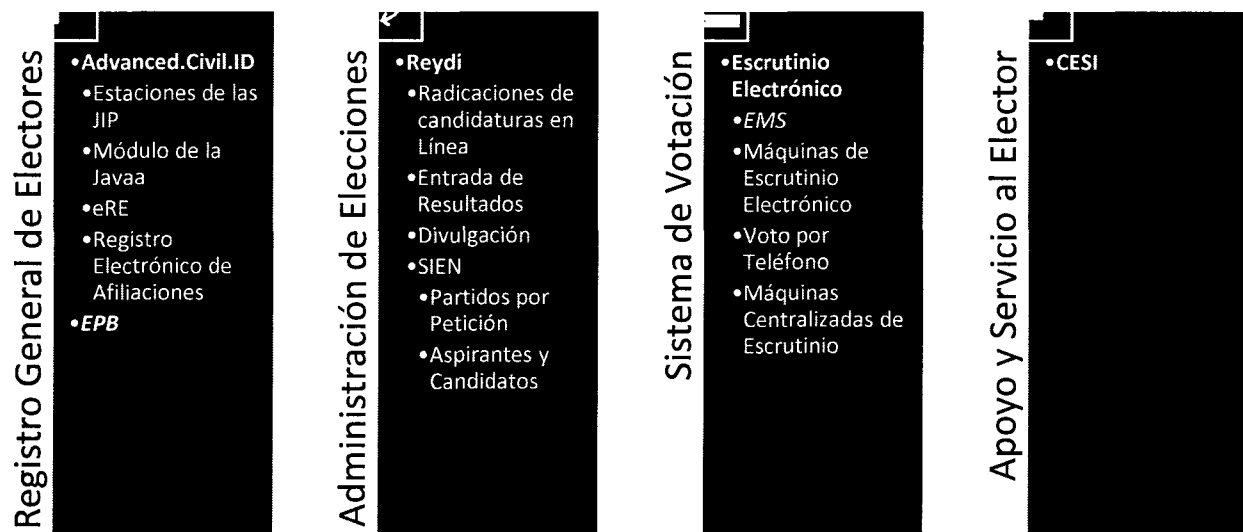 Registro General de Electores
•Advanced.Civil.ID
•Estaciones de las
JIP
•Módulo de la
Javaa
•eRE
•Registro
Electrónico de
Afiliaciones
•EPB
Administración de Elecciones
•Reydi
•Radicaciones de
candidaturas en
Línea
•Entrada de
Resultados
•Divulgación
•SIEN
•Partidos por
Petición
•Aspirantes y
Candidatos
Sistema de Votación
•Escrutinio
Electrónico
•EMS
•Máquinas de
Escrutinio
Electrónico
•Voto por
Teléfono
•Máquinas
Centralizadas de
Escrutinio
Apoyo y Servicio al Elector
•CESI